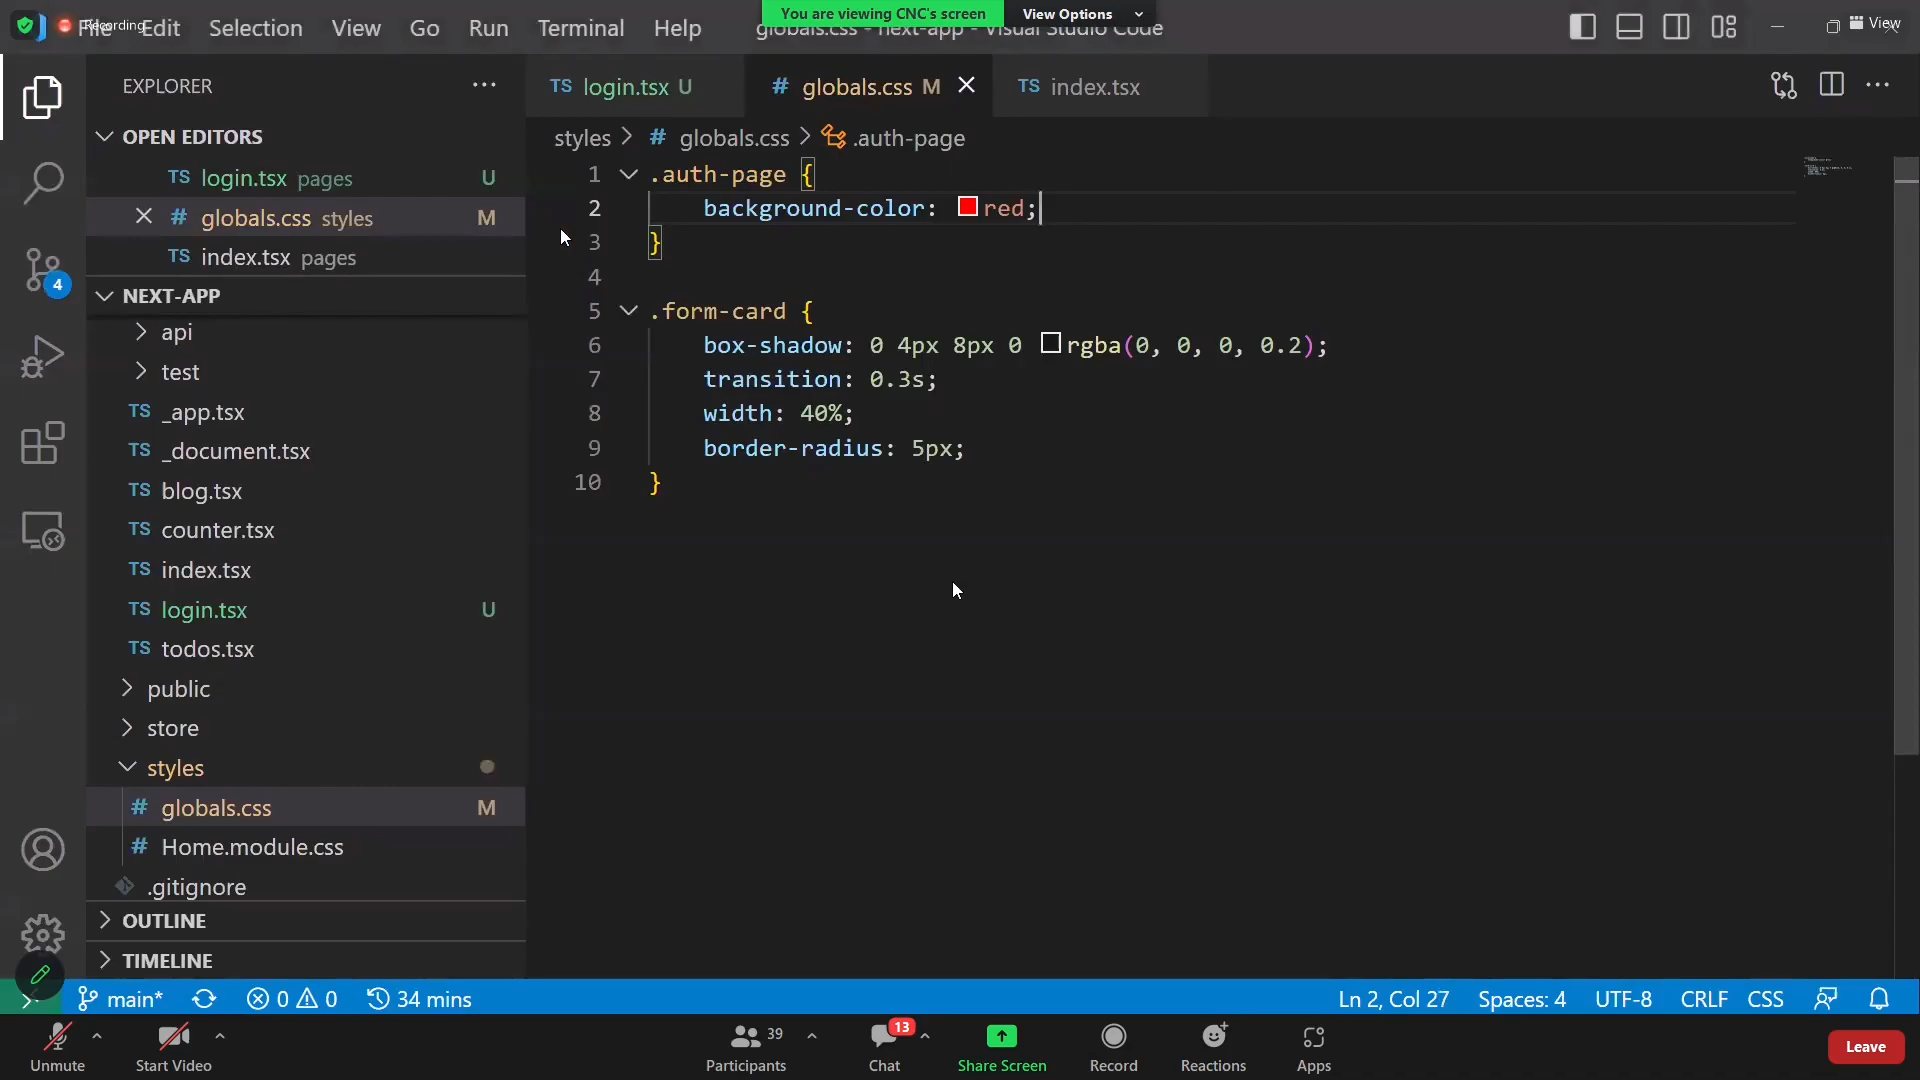 Recording
File Edit Selection View Go Run Terminal Help
You are viewing CNC's screen View Options
globals.css - next-app - Visual Studio Code
View
EXPLORER
OPEN EDITORS
TS login.tsx pages U
# globals.css styles M
TS index.tsx pages
NEXT-APP
api
test
TS _app.tsx
TS _document.tsx
TS blog.tsx
TS counter.tsx
TS index.tsx
TS login.tsx U
TS todos.tsx
public
store
styles
# globals.css M
# Home.module.css
.gitignore
OUTLINE
TIMELINE
4
TS login.tsx U
# globals.css M
TS index.tsx
styles > # globals.css > .auth-page
1 .auth-page {
2 background-color: red;
3 }
4
5 .form-card {
6 box-shadow: 0 4px 8px 0 rgba(0, 0, 0, 0.2);
7 transition: 0.3s;
8 width: 40%;
9 border-radius: 5px;
10 }
main* 0 0 34 mins
Ln 2, Col 27 Spaces: 4 UTF-8 CRLF CSS
Unmute
Start Video
39
Participants
13
Chat
Share Screen
Record
Reactions
Apps
Leave